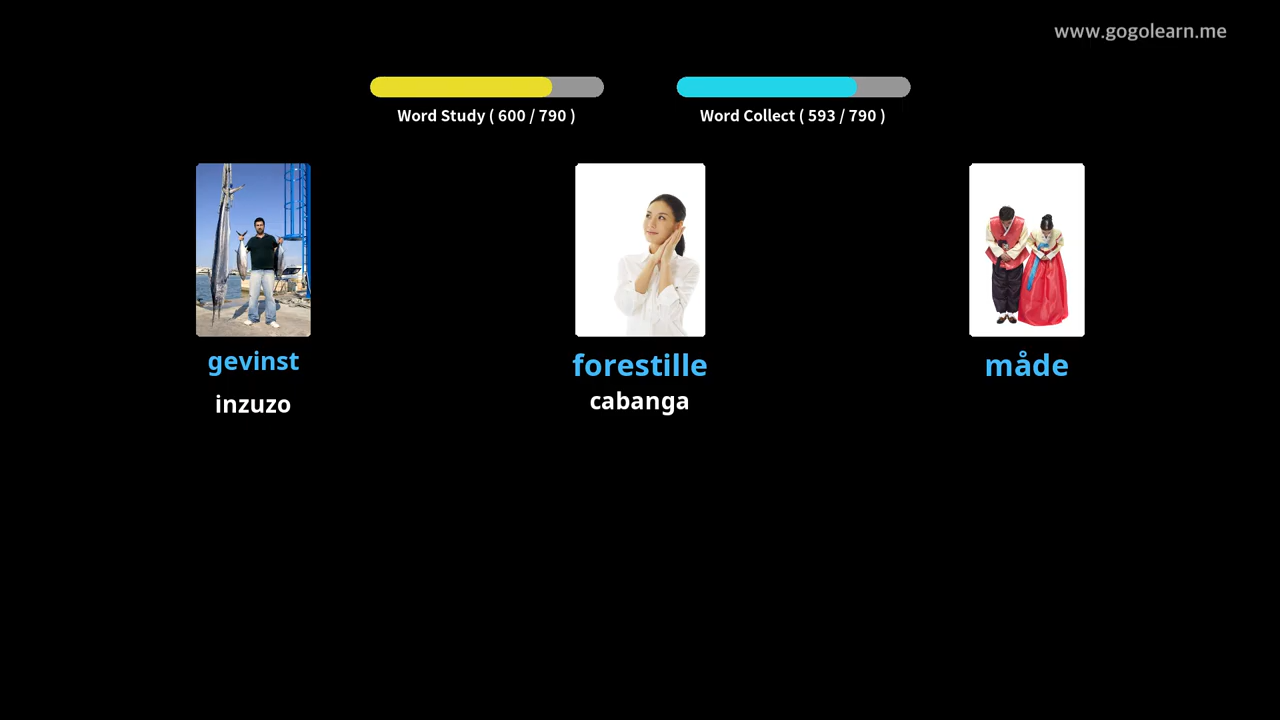 www.gogolearn.me
Word Study ( 600 / 790 )
Word Collect ( 593 / 790 )
gevinst
forestille
måde
inzuzo
cabanga